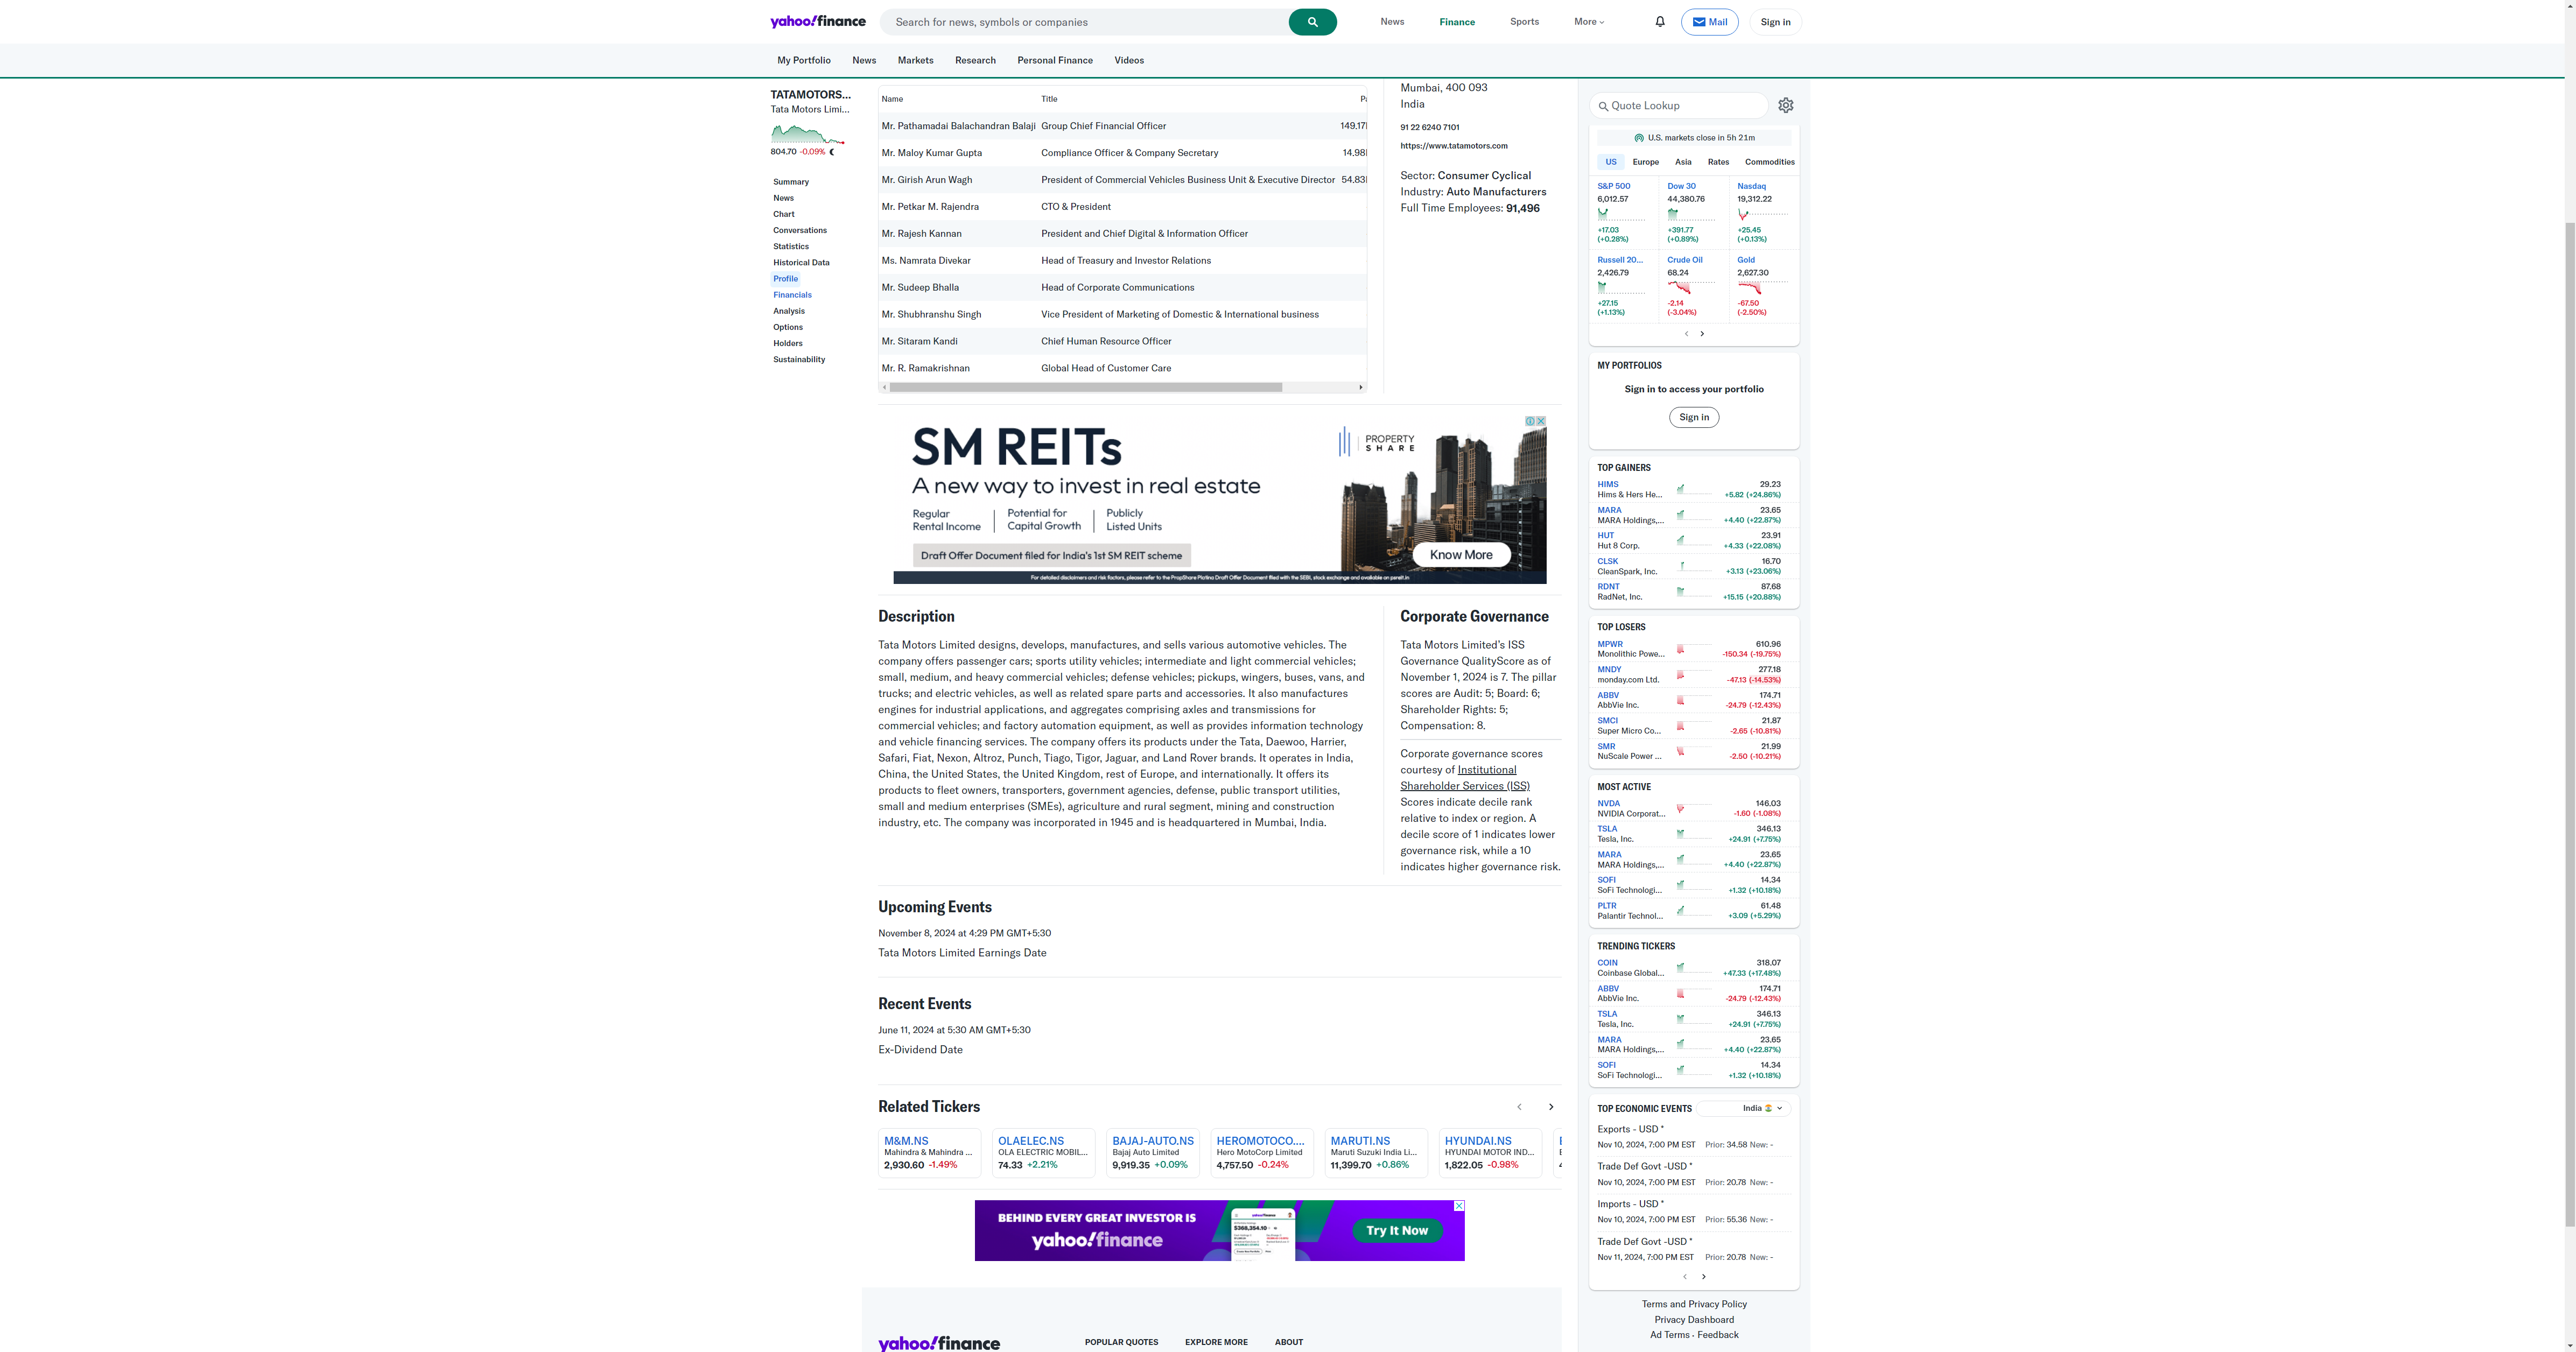 yahoo!finance
Search for news, symbols or companies
News
Finance
Sports
More
Mail
Sign in
My Portfolio
News
Markets
Research
Personal Finance
Videos
TATAMOTORS...
Tata Motors Limi...
804.70 -0.09%
Summary
News
Chart
Conversations
Statistics
Historical Data
Profile
Financials
Analysis
Options
Holders
Sustainability
Name Title
Mr. Pathamadai Balachandran Balaji Group Chief Financial Officer 149.17
Mr. Maloy Kumar Gupta Compliance Officer & Company Secretary 14.98
Mr. Girish Arun Wagh President of Commercial Vehicles Business Unit & Executive Director 54.83
Mr. Petkar M. Rajendra CTO & President
Mr. Rajesh Kannan President and Chief Digital & Information Officer
Ms. Namrata Divekar Head of Treasury and Investor Relations
Mr. Sudeep Bhalla Head of Corporate Communications
Mr. Shubhranshu Singh Vice President of Marketing of Domestic & International business
Mr. Sitaram Kandi Chief Human Resource Officer
Mr. R. Ramakrishnan Global Head of Customer Care
Mumbai, 400 093
India
91 22 6240 7101
https://www.tatamotors.com
Sector: Consumer Cyclical
Industry: Auto Manufacturers
Full Time Employees: 91,496
SM REITs
A new way to invest in real estate
Regular
Rental Income
Potential for
Capital Growth
Publicly
Listed Units
Draft Offer Document filed for India's 1st SM REIT scheme
PROPERTY
SHARE
Know More
For detailed disclaimers and risk factors, please refer to the PropShare Platina Draft Offer Document filed with the SEBI, stock exchange and available on pereit.in
Description
Tata Motors Limited designs, develops, manufactures, and sells various automotive vehicles. The
company offers passenger cars; sports utility vehicles; intermediate and light commercial vehicles;
small, medium, and heavy commercial vehicles; defense vehicles; pickups, wingers, buses, vans, and
trucks; and electric vehicles, as well as related spare parts and accessories. It also manufactures
engines for industrial applications, and aggregates comprising axles and transmissions for
commercial vehicles; and factory automation equipment, as well as provides information technology
and vehicle financing services. The company offers its products under the Tata, Daewoo, Harrier,
Safari, Fiat, Nexon, Altroz, Punch, Tiago, Tigor, Jaguar, and Land Rover brands. It operates in India,
China, the United States, the United Kingdom, rest of Europe, and internationally. It offers its
products to fleet owners, transporters, government agencies, defense, public transport utilities,
small and medium enterprises (SMEs), agriculture and rural segment, mining and construction
industry, etc. The company was incorporated in 1945 and is headquartered in Mumbai, India.
Corporate Governance
Tata Motors Limited's ISS
Governance QualityScore as of
November 1, 2024 is 7. The pillar
scores are Audit: 5; Board: 6;
Shareholder Rights: 5;
Compensation: 8.
Corporate governance scores
courtesy of Institutional
Shareholder Services (ISS)
Scores indicate decile rank
relative to index or region. A
decile score of 1 indicates lower
governance risk, while a 10
indicates higher governance risk.
Upcoming Events
November 8, 2024 at 4:29 PM GMT+5:30
Tata Motors Limited Earnings Date
Recent Events
June 11, 2024 at 5:30 AM GMT+5:30
Ex-Dividend Date
Related Tickers
M&M.NS
Mahindra & Mahindra ...
2,930.60 -1.49%
OLAELEC.NS
OLA ELECTRIC MOBIL...
74.33 +2.21%
BAJAJ-AUTO.NS
Bajaj Auto Limited
9,919.35 +0.09%
HEROMOTOCO....
Hero MotoCorp Limited
4,757.50 -0.24%
MARUTI.NS
Maruti Suzuki India Li...
11,399.70 +0.86%
HYUNDAI.NS
HYUNDAI MOTOR IND...
1,822.05 -0.98%
BEHIND EVERY GREAT INVESTOR IS
yahoo!finance
Try It Now
yahoo!finance
POPULAR QUOTES
EXPLORE MORE
ABOUT
Quote Lookup
U.S. markets close in 5h 21m
US Europe Asia Rates Commodities
S&P 500 Dow 30 Nasdaq
6,012.57 44,380.76 19,312.22
+17.03 +391.77 +25.45
(+0.28%) (+0.89%) (+0.13%)
Russell 20... Crude Oil Gold
2,426.79 68.24 2,627.30
+27.15 -2.14 -67.50
(+1.13%) (-3.04%) (-2.50%)
MY PORTFOLIOS
Sign in to access your portfolio
Sign in
TOP GAINERS
HIMS 29.23
Hims & Hers He... +5.82 (+24.86%)
MARA 23.65
MARA Holdings,... +4.40 (+22.87%)
HUT 23.91
Hut 8 Corp. +4.33 (+22.08%)
CLSK 16.70
CleanSpark, Inc. +3.13 (+23.06%)
RDNT 87.68
RadNet, Inc. +15.15 (+20.88%)
TOP LOSERS
MPWR 610.96
Monolithic Powe... -150.34 (-19.75%)
MNDY 277.18
monday.com Ltd. -47.13 (-14.53%)
ABBV 174.71
AbbVie Inc. -24.79 (-12.43%)
SMCI 21.87
Super Micro Co... -2.65 (-10.81%)
SMR 21.99
NuScale Power ... -2.50 (-10.21%)
MOST ACTIVE
NVDA 146.03
NVIDIA Corporat... -1.60 (-1.08%)
TSLA 346.13
Tesla, Inc. +24.91 (+7.75%)
MARA 23.65
MARA Holdings,... +4.40 (+22.87%)
SOFI 14.34
SoFi Technologi... +1.32 (+10.18%)
PLTR 61.48
Palantir Technol... +3.09 (+5.29%)
TRENDING TICKERS
COIN 318.07
Coinbase Global... +47.33 (+17.48%)
ABBV 174.71
AbbVie Inc. -24.79 (-12.43%)
TSLA 346.13
Tesla, Inc. +24.91 (+7.75%)
MARA 23.65
MARA Holdings,... +4.40 (+22.87%)
SOFI 14.34
SoFi Technologi... +1.32 (+10.18%)
TOP ECONOMIC EVENTS India
Exports - USD *
Nov 10, 2024, 7:00 PM EST Prior: 34.58 New: -
Trade Def Govt -USD *
Nov 10, 2024, 7:00 PM EST Prior: 20.78 New: -
Imports - USD *
Nov 10, 2024, 7:00 PM EST Prior: 55.36 New: -
Trade Def Govt -USD *
Nov 11, 2024, 7:00 PM EST Prior: 20.78 New: -
Terms and Privacy Policy
Privacy Dashboard
Ad Terms - Feedback